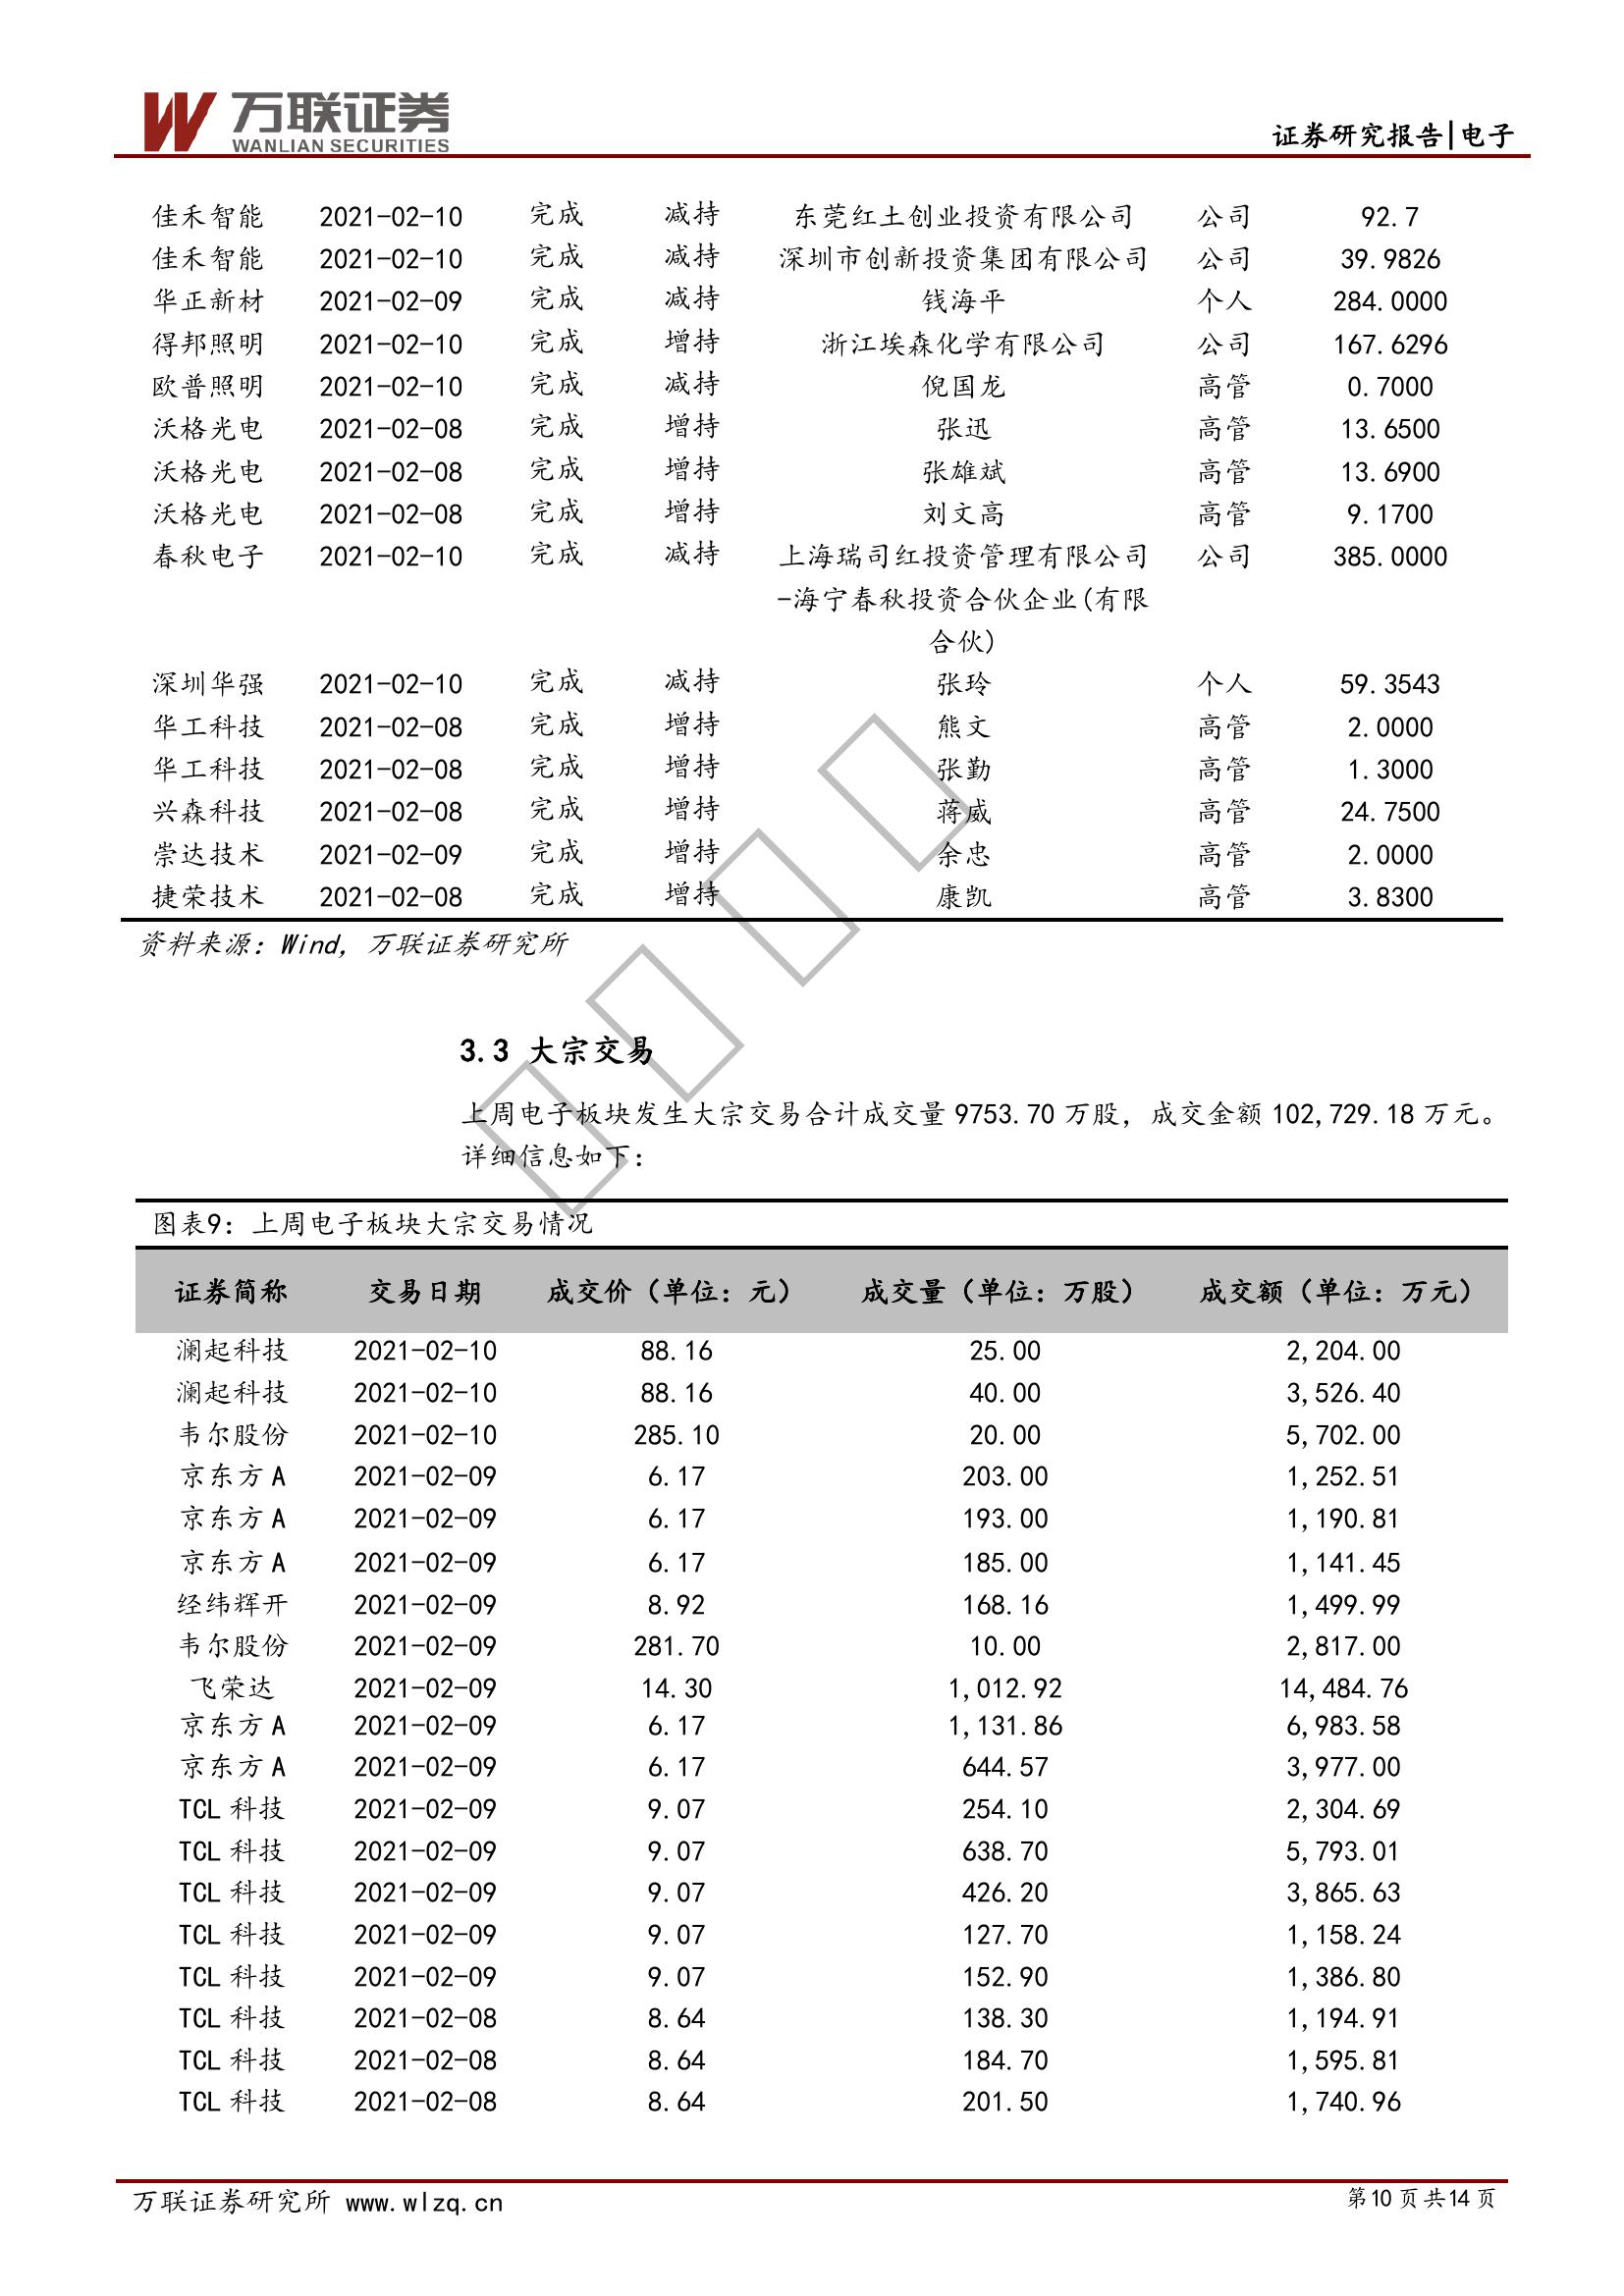 万联证券
WANLIAN SECURITIES
证券研究报告|电子
佳禾智能 2021-02-10 完成 减持 东莞红土创业投资有限公司 公司 92.7
佳禾智能 2021-02-10 完成 减持 深圳市创新投资集团有限公司 公司 39.9826
华正新材 2021-02-09 完成 减持 钱海平 个人 284.0000
得邦照明 2021-02-10 完成 增持 浙江埃森化学有限公司 公司 167.6296
欧普照明 2021-02-10 完成 减持 倪国龙 高管 0.7000
沃格光电 2021-02-08 完成 增持 张迅 高管 13.6500
沃格光电 2021-02-08 完成 增持 张雄斌 高管 13.6900
沃格光电 2021-02-08 完成 增持 刘文高 高管 9.1700
春秋电子 2021-02-10 完成 减持 上海瑞司红投资管理有限公司 公司 385.0000
-海宁春秋投资合伙企业(有限
合伙)
深圳华强 2021-02-10 完成 减持 张玲 个人 59.3543
华工科技 2021-02-08 完成 增持 熊文 高管 2.0000
华工科技 2021-02-08 完成 增持 张勤 高管 1.3000
兴森科技 2021-02-08 完成 增持 蒋威 高管 24.7500
崇达技术 2021-02-09 完成 增持 余忠 高管 2.0000
捷荣技术 2021-02-08 完成 增持 康凯 高管 3.8300
资料来源：Wind，万联证券研究所
3.3 大宗交易
上周电子板块发生大宗交易合计成交量 9753.70 万股，成交金额 102,729.18 万元。
详细信息如下：
图表9：上周电子板块大宗交易情况
证券简称 交易日期 成交价（单位：元） 成交量（单位：万股） 成交额（单位：万元）
澜起科技 2021-02-10 88.16 25.00 2,204.00
澜起科技 2021-02-10 88.16 40.00 3,526.40
韦尔股份 2021-02-10 285.10 20.00 5,702.00
京东方 A 2021-02-09 6.17 203.00 1,252.51
京东方 A 2021-02-09 6.17 193.00 1,190.81
京东方 A 2021-02-09 6.17 185.00 1,141.45
经纬辉开 2021-02-09 8.92 168.16 1,499.99
韦尔股份 2021-02-09 281.70 10.00 2,817.00
飞荣达 2021-02-09 14.30 1,012.92 14,484.76
京东方 A 2021-02-09 6.17 1,131.86 6,983.58
京东方 A 2021-02-09 6.17 644.57 3,977.00
TCL 科技 2021-02-09 9.07 254.10 2,304.69
TCL 科技 2021-02-09 9.07 638.70 5,793.01
TCL 科技 2021-02-09 9.07 426.20 3,865.63
TCL 科技 2021-02-09 9.07 127.70 1,158.24
TCL 科技 2021-02-09 9.07 152.90 1,386.80
TCL 科技 2021-02-08 8.64 138.30 1,194.91
TCL 科技 2021-02-08 8.64 184.70 1,595.81
TCL 科技 2021-02-08 8.64 201.50 1,740.96
万联证券研究所 www.wlzq.cn 第10 页 共14 页